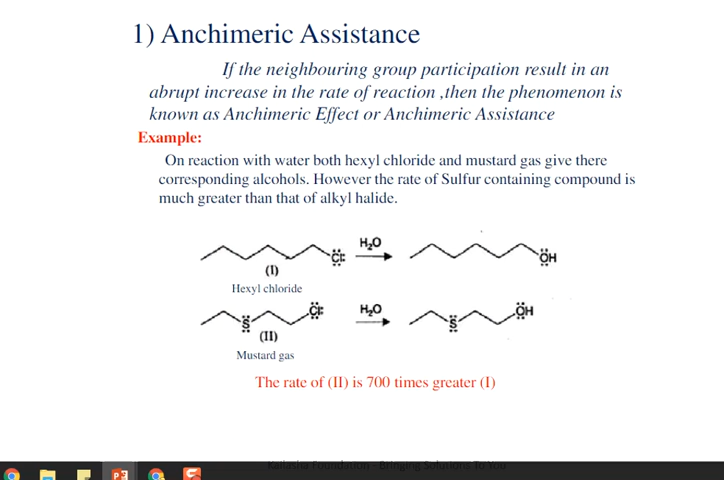 1) Anchimeric Assistance
If the neighbouring group participation result in an
abrupt increase in the rate of reaction ,then the phenomenon is
known as Anchimeric Effect or Anchimeric Assistance
Example:
On reaction with water both hexyl chloride and mustard gas give there
corresponding alcohols. However the rate of Sulfur containing compound is
much greater than that of alkyl halide.
H₂O
Cl
OH
(I)
Hexyl chloride
S
Cl
H₂O
S
OH
(II)
Mustard gas
The rate of (II) is 700 times greater (I)
Kailasha Foundation - Bringing Solutions To You